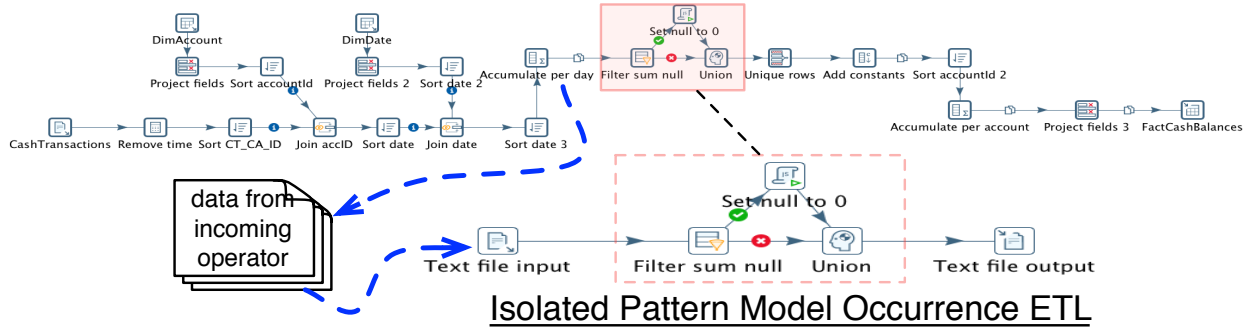 DimAccount
DimDate
Set null to 0
Project fields
Sort accountId
Project fields 2
Sort date 2
Accumulate per day
Filter sum null
Union
Unique rows
Add constants
Sort accountId 2
CashTransactions
Remove time
Sort CT_CA_ID
Join accID
Sort date
Join date
Sort date 3
Accumulate per account
Project fields 3
FactCashBalances
data from
incoming
operator
Set null to 0
Text file input
Filter sum null
Union
Text file output
Isolated Pattern Model Occurrence ETL